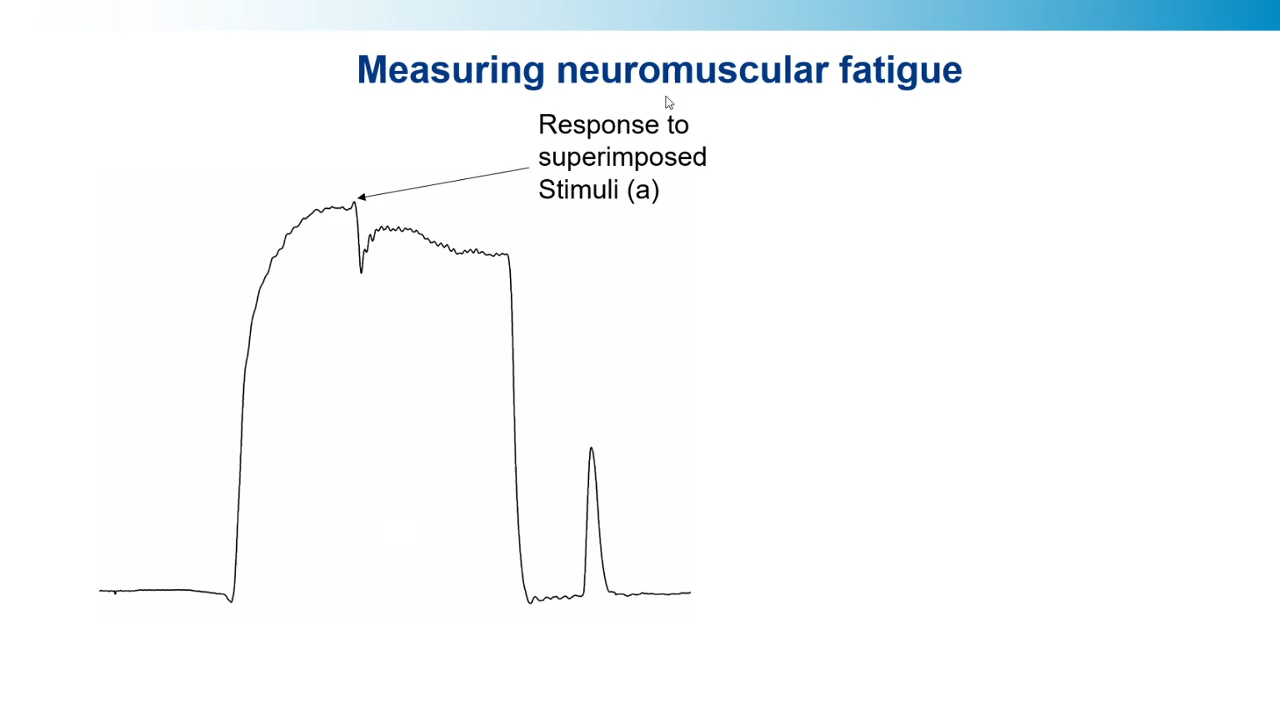 Measuring neuromuscular fatigue
Response to
superimposed
Stimuli (a)